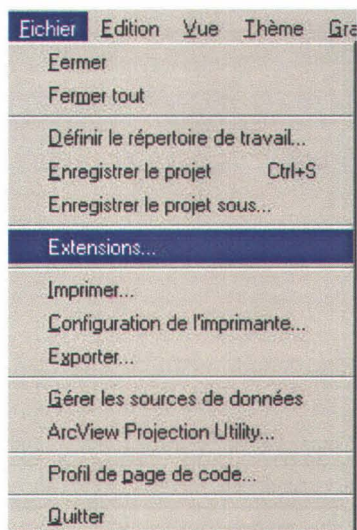 Fichier Edition Vue Thème Gra
Fermer
Fermer tout
Définir le répertoire de travail...
Enregistrer le projet Ctrl+S
Enregistrer le projet sous...
Extensions...
Imprimer...
Configuration de l'imprimante...
Exporter...
Gérer les sources de données
ArcView Projection Utility...
Profil de page de code...
Quitter